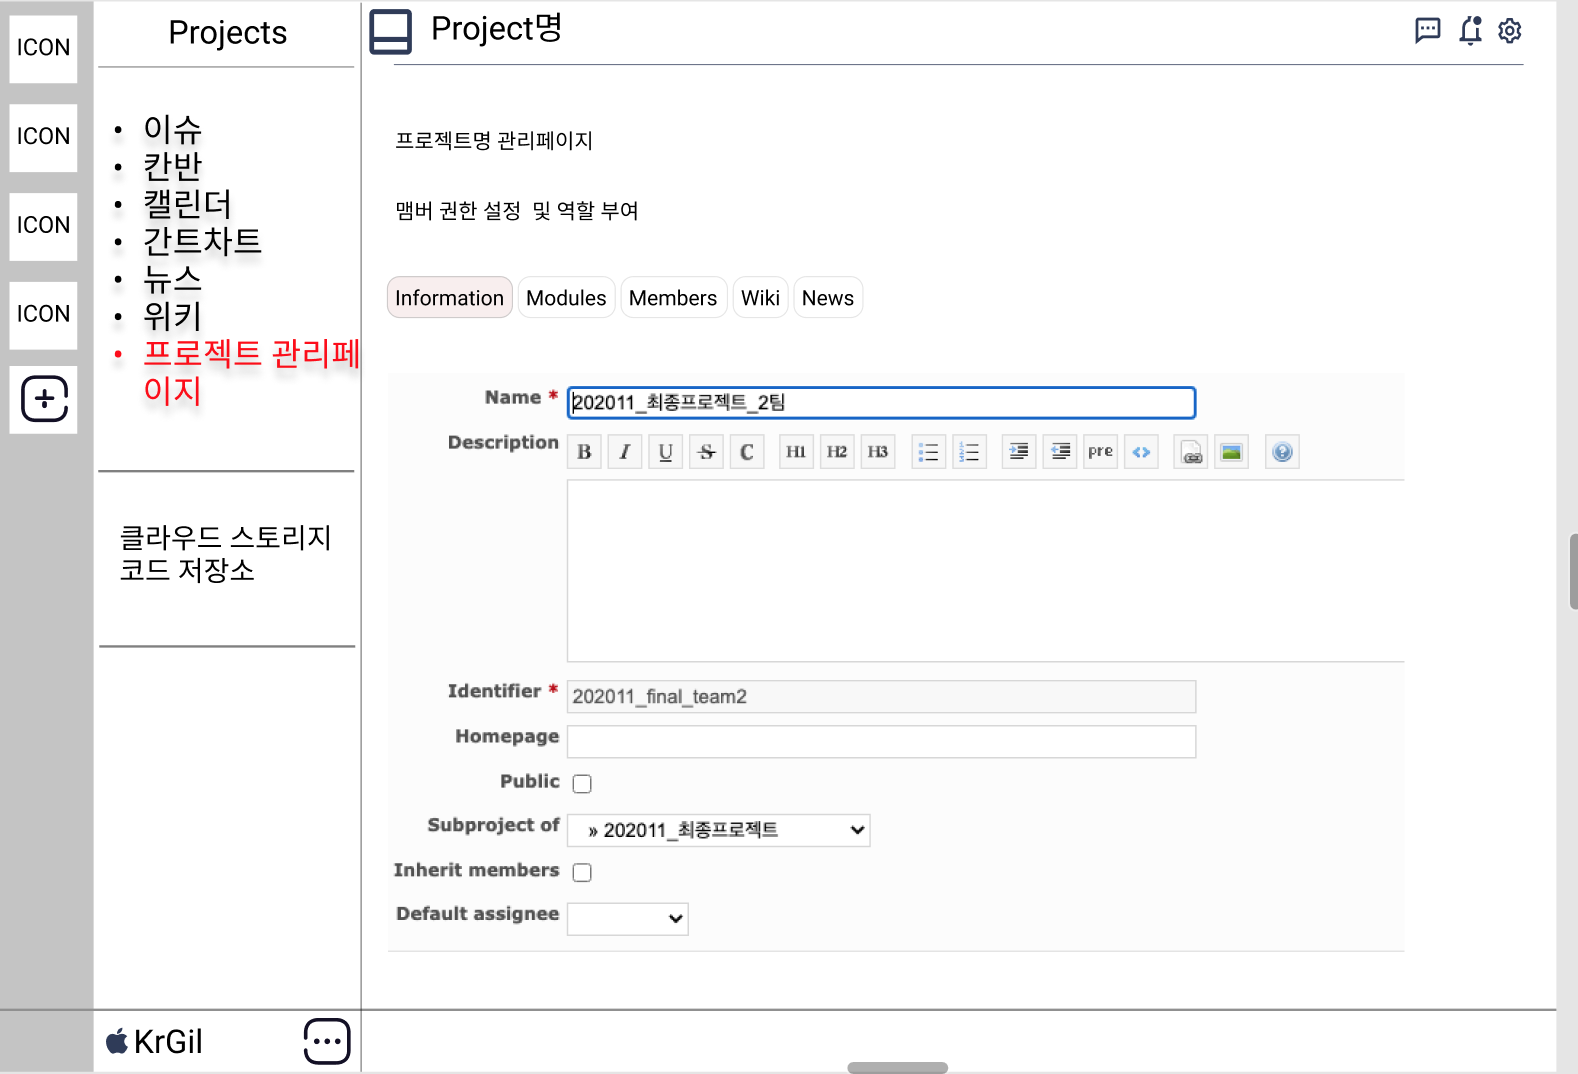 ICON
ICON
ICON
ICON
Projects
• 이슈
• 칸반
• 캘린더
• 간트차트
• 뉴스
• 위키
• 프로젝트 관리페
이지
클라우드 스토리지
코드 저장소
KrGil
Project명
프로젝트명 관리페이지
맴버 권한 설정 및 역할 부여
Information Modules Members Wiki News
Name * 202011_최종프로젝트_2팀
Description B I U S C H1 H2 H3 pre <>
Identifier * 202011_final_team2
Homepage
Public
Subproject of » 202011_최종프로젝트
Inherit members
Default assignee